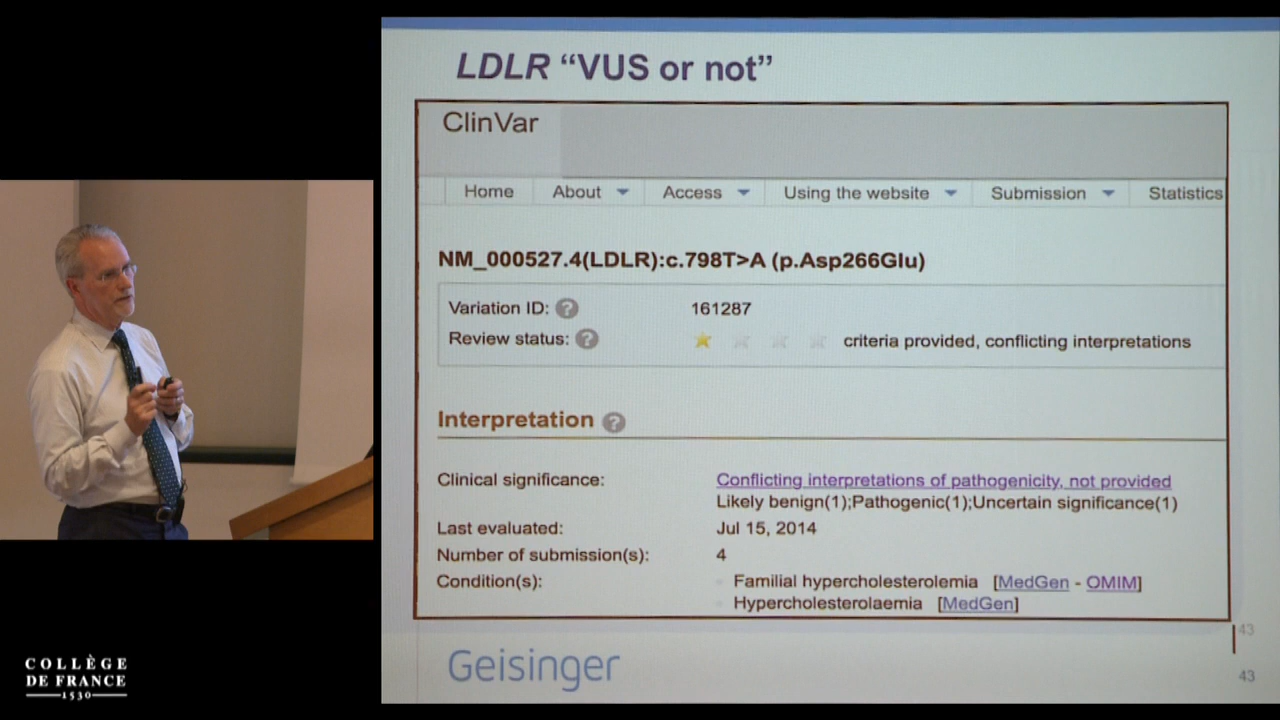 LDLR “VUS or not”
ClinVar
Home About Access Using the website Submission Statistics
NM_000527.4(LDLR):c.798T>A (p.Asp266Glu)
Variation ID: ? 161287
Review status: ? criteria provided, conflicting interpretations
Interpretation ?
Clinical significance: Conflicting interpretations of pathogenicity, not provided
Likely benign(1);Pathogenic(1);Uncertain significance(1)
Last evaluated: Jul 15, 2014
Number of submission(s): 4
Condition(s): Familial hypercholesterolemia [MedGen - OMIM]
Hypercholesterolaemia [MedGen]
43
Geisinger
43
COLLÈGE
DE FRANCE
1530